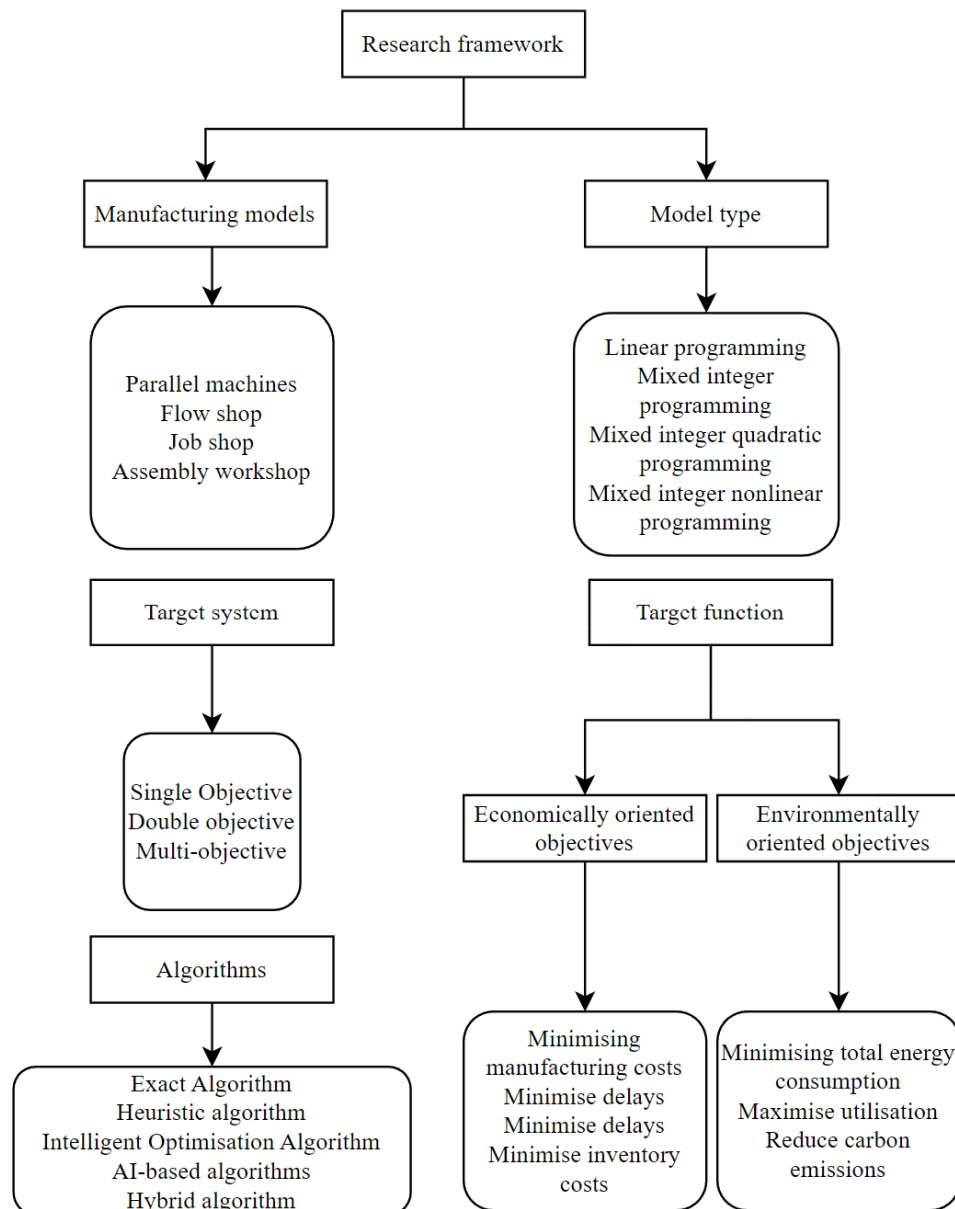 Research framework
Manufacturing models
Model type
Parallel machines
Flow shop
Job shop
Assembly workshop
Linear programming
Mixed integer
programming
Mixed integer quadratic
programming
Mixed integer nonlinear
programming
Target system
Target function
Single Objective
Double objective
Multi-objective
Economically oriented
objectives
Environmentally
oriented objectives
Algorithms
Exact Algorithm
Heuristic algorithm
Intelligent Optimisation Algorithm
AI-based algorithms
Hybrid algorithm
Minimising
manufacturing costs
Minimise delays
Minimise delays
Minimise inventory
costs
Minimising total energy
consumption
Maximise utilisation
Reduce carbon
emissions